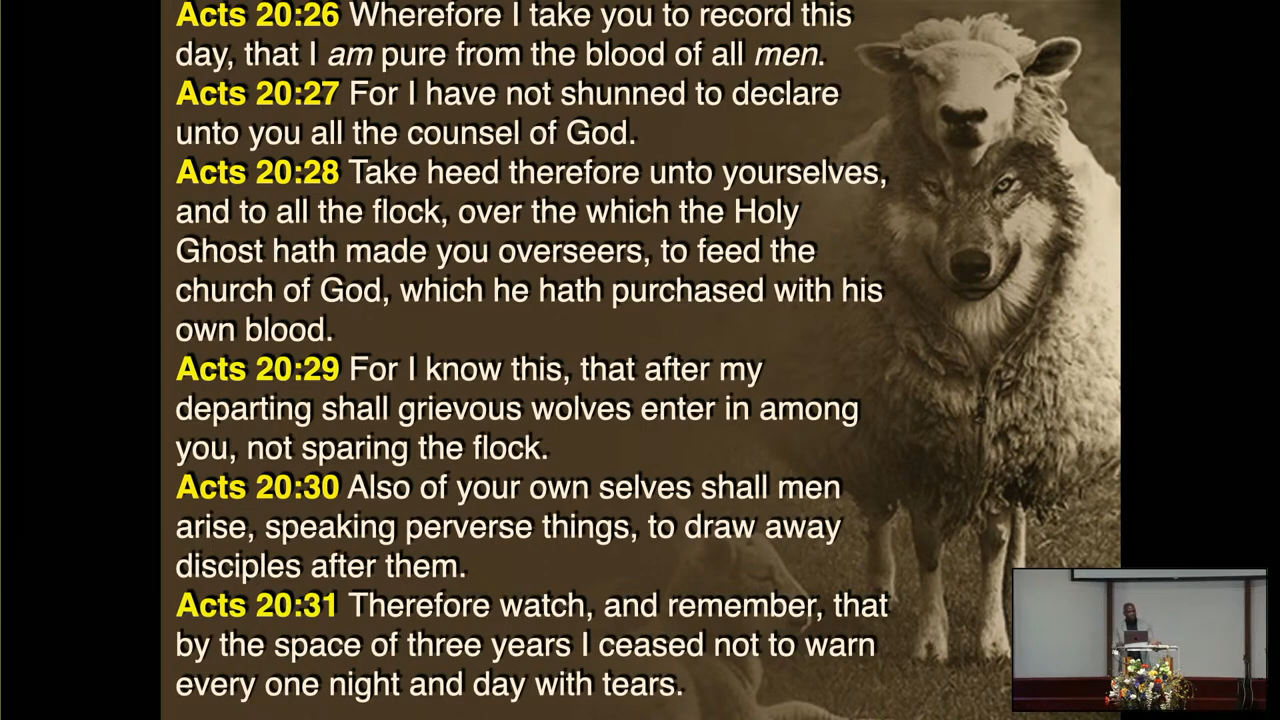 Acts 20:26 Wherefore I take you to record this
day, that I am pure from the blood of all men.
Acts 20:27 For I have not shunned to declare
unto you all the counsel of God.
Acts 20:28 Take heed therefore unto yourselves,
and to all the flock, over the which the Holy
Ghost hath made you overseers, to feed the
church of God, which he hath purchased with his
own blood.
Acts 20:29 For I know this, that after my
departing shall grievous wolves enter in among
you, not sparing the flock.
Acts 20:30 Also of your own selves shall men
arise, speaking perverse things, to draw away
disciples after them.
Acts 20:31 Therefore watch, and remember, that
by the space of three years I ceased not to warn
every one night and day with tears.